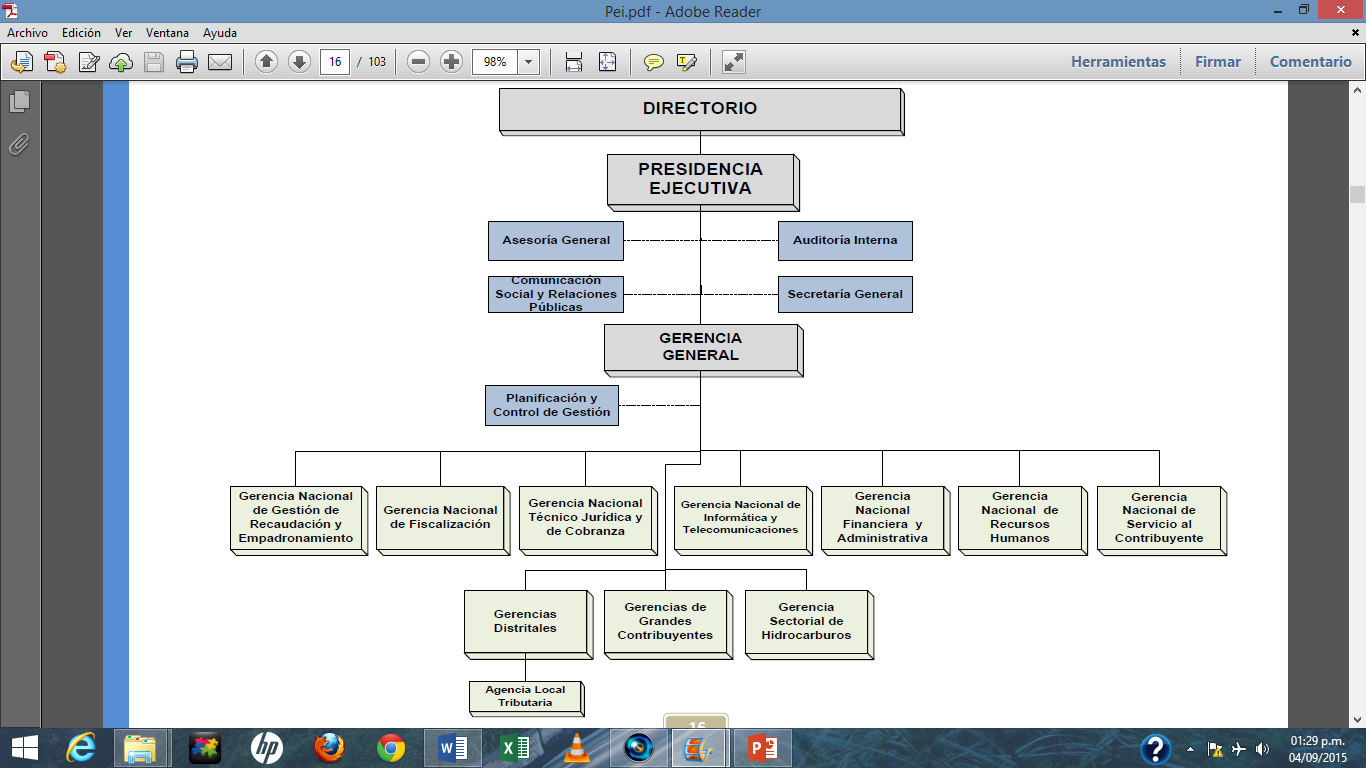 Pei.pdf - Adobe Reader
Archivo Edición Ver Ventana Ayuda
16 / 103 98% Herramientas Firmar Comentario
DIRECTORIO
PRESIDENCIA
EJECUTIVA
Asesoría General
Auditoría Interna
Comunicación
Social y Relaciones
Públicas
Secretaría General
GERENCIA
GENERAL
Planificación y
Control de Gestión
Gerencia Nacional
de Gestión de
Recaudación y
Empadronamiento
Gerencia Nacional
de Fiscalización
Gerencia Nacional
Técnico Jurídica y
de Cobranza
Gerencia Nacional de
Informática y
Telecomunicaciones
Gerencia
Nacional
Financiera y
Administrativa
Gerencia
Nacional de
Recursos
Humanos
Gerencia
Nacional de
Servicio al
Contribuyente
Gerencias
Distritales
Gerencias de
Grandes
Contribuyentes
Gerencia
Sectorial de
Hidrocarburos
Agencia Local
Tributaria
16
01:29 p.m.
04/09/2015